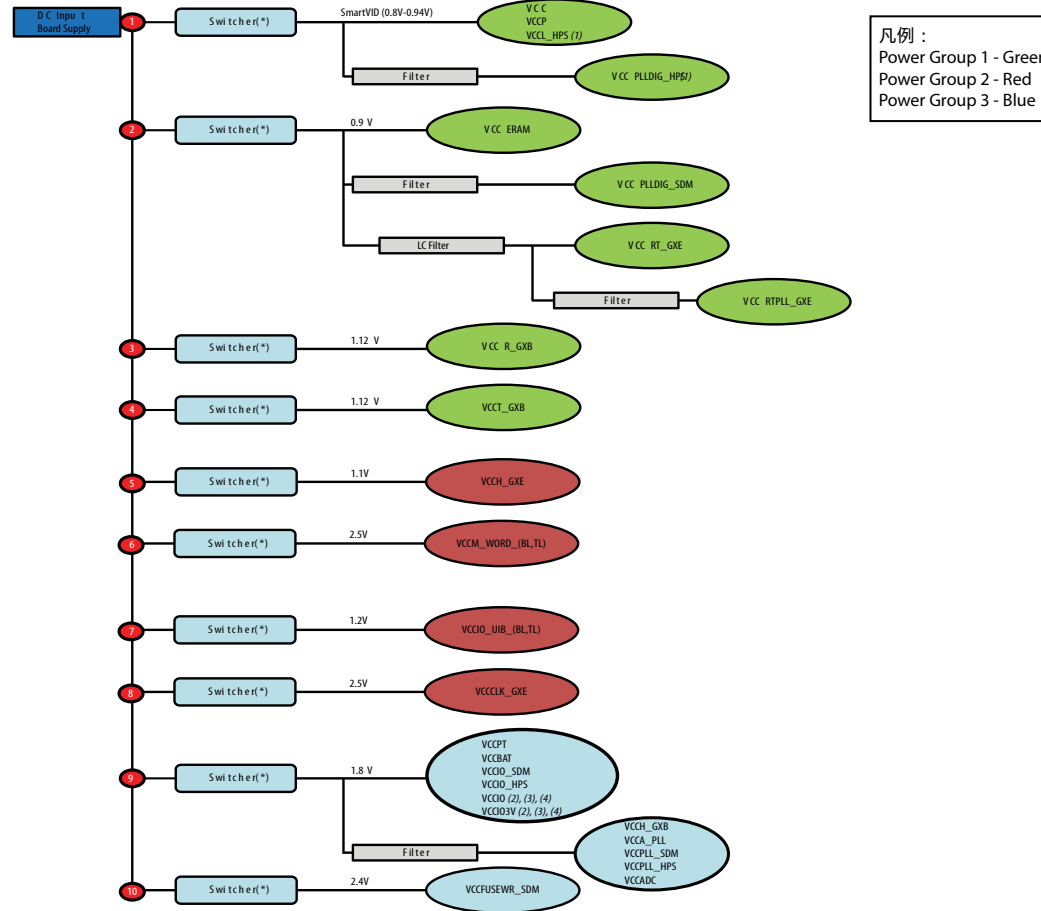 DC Input
Board Supply
1
Switcher(*)
SmartVID (0.8V-0.94V)
VCC
VCCP
VCCL_HPS (1)
Filter
VCC PLLDIG_HPS(1)
凡例：
Power Group 1 - Green
Power Group 2 - Red
Power Group 3 - Blue
2
Switcher(*)
0.9 V
VCC ERAM
Filter
VCC PLLDIG_SDM
LC Filter
VCC RT_GXE
Filter
VCC RTPLL_GXE
3
Switcher(*)
1.12 V
VCC R_GXB
4
Switcher(*)
1.12 V
VCCT_GXB
5
Switcher(*)
1.1V
VCCH_GXE
6
Switcher(*)
2.5V
VCCM_WORD_(BL,TL)
7
Switcher(*)
1.2V
VCCIO_UIB_(BL,TL)
8
Switcher(*)
2.5V
VCCCLK_GXE
9
Switcher(*)
1.8 V
VCCPT
VCCBAT
VCCIO_SDM
VCCIO_HPS
VCCIO (2), (3), (4)
VCCIO3V (2), (3), (4)
Filter
VCCH_GXB
VCCA_PLL
VCCPLL_SDM
VCCPLL_HPS
VCCADC
10
Switcher(*)
2.4V
VCCFUSEWR_SDM